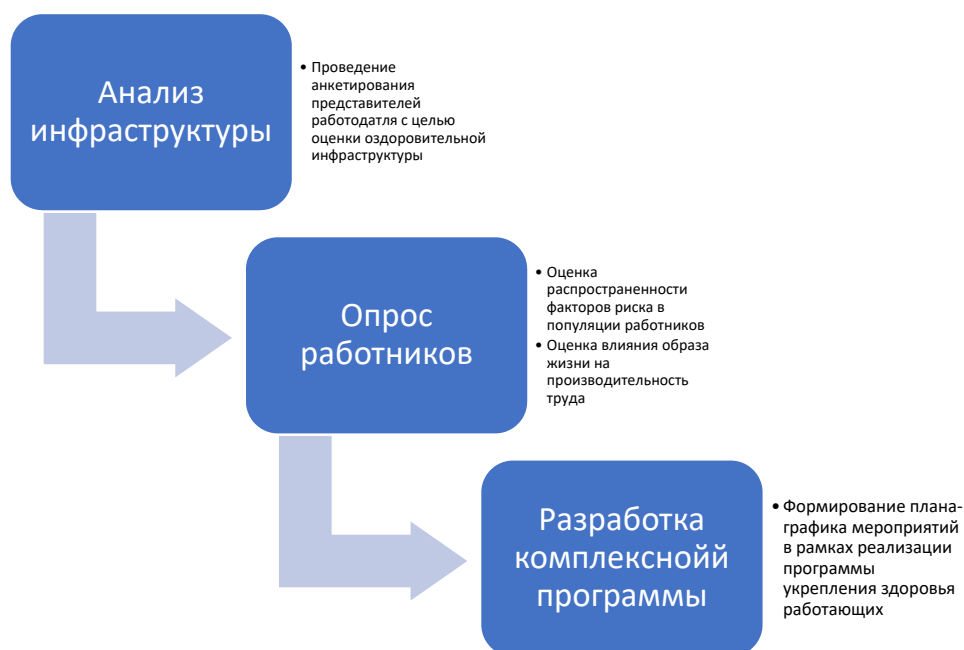 Анализ
инфраструктуры
• Проведение
анкетирования
представителей
работодатля с целью
оценки оздоровительной
инфраструктуры
Опрос
работников
• Оценка
распространенности
факторов риска в
популяции работников
• Оценка влияния образа
жизни на
производительность
труда
Разработка
комплекснойй
программы
• Формирование плана-
графика мероприятий
в рамках реализации
программы
укрепления здоровья
работающих